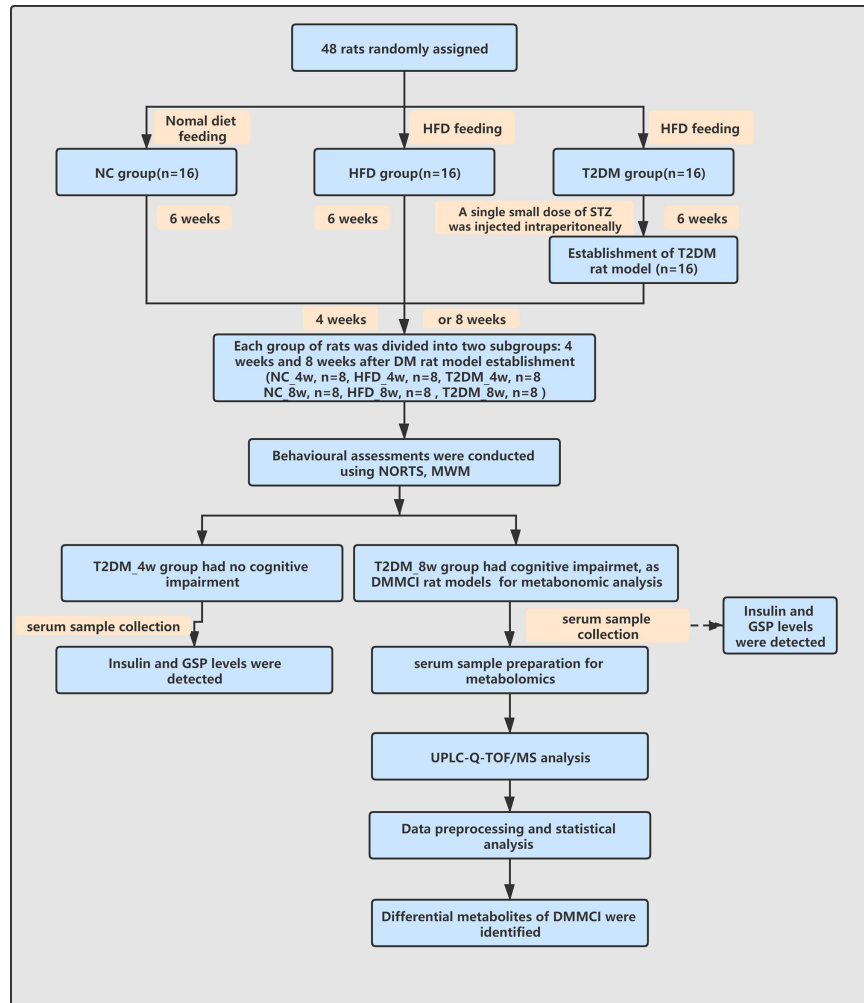 48 rats randomly assigned
Nomal diet
feeding
HFD feeding
HFD feeding
NC group(n=16)
HFD group(n=16)
T2DM group(n=16)
6 weeks
6 weeks
A single small dose of STZ
was injected intraperitoneally
6 weeks
Establishment of T2DM
rat model (n=16)
4 weeks
or 8 weeks
Each group of rats was divided into two subgroups: 4
weeks and 8 weeks after DM rat model establishment
(NC_4w, n=8, HFD_4w, n=8, T2DM_4w, n=8
NC_8w, n=8, HFD_8w, n=8 , T2DM_8w, n=8 )
Behavioural assessments were conducted
using NORTS, MWM
T2DM_4w group had no cognitive
impairment
T2DM_8w group had cognitive impairmet, as
DMMCI rat models for metabonomic analysis
serum sample collection
serum sample
collection
Insulin and
GSP levels
were detected
Insulin and GSP levels were
detected
serum sample preparation for
metabolomics
UPLC-Q-TOF/MS analysis
Data preprocessing and statistical
analysis
Differential metabolites of DMMCI were
identified